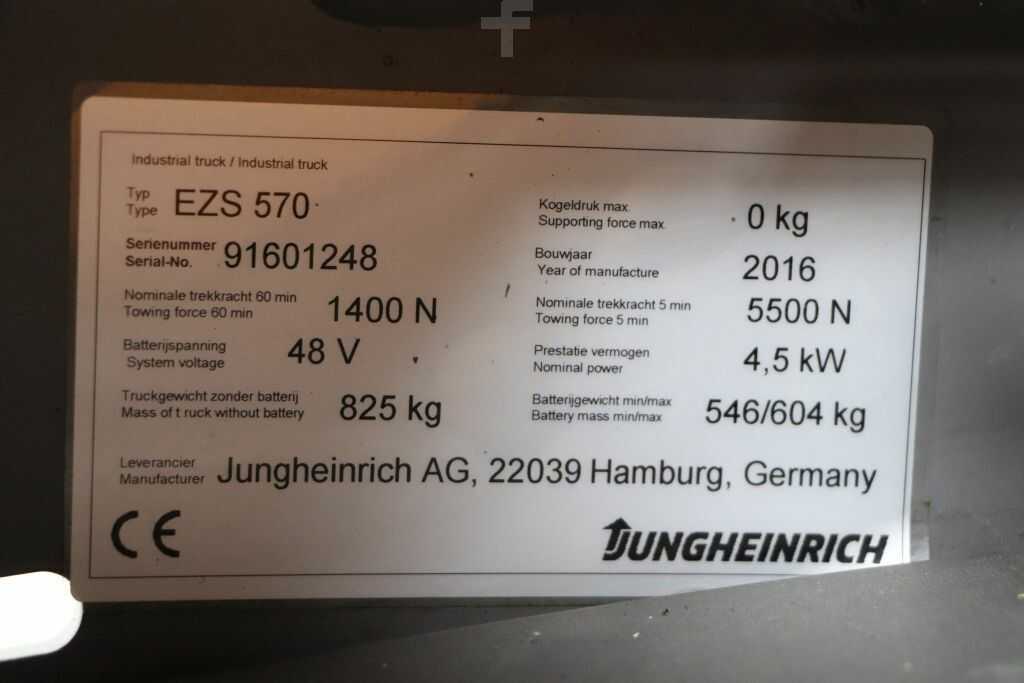 f
Industrial truck / Industrial truck
Typ
Type
EZS 570
Kogeldruk max.
Supporting force max.
0 kg
Serienummer
Serial-No.
91601248
Bouwjaar
Year of manufacture
2016
Nominale trekkracht 60 min
Towing force 60 min
1400 N
Nominale trekkracht 5 min
Towing force 5 min
5500 N
Batterijspanning
System voltage
48 V
Prestatie vermogen
Nominal power
4,5 kW
Truckgewicht zonder batterij
Mass of t ruck without battery
825 kg
Batterijgewicht min/max
Battery mass min/max
546/604 kg
Leverancier
Manufacturer
Jungheinrich AG, 22039 Hamburg, Germany
CE
JUNGHEINRICH